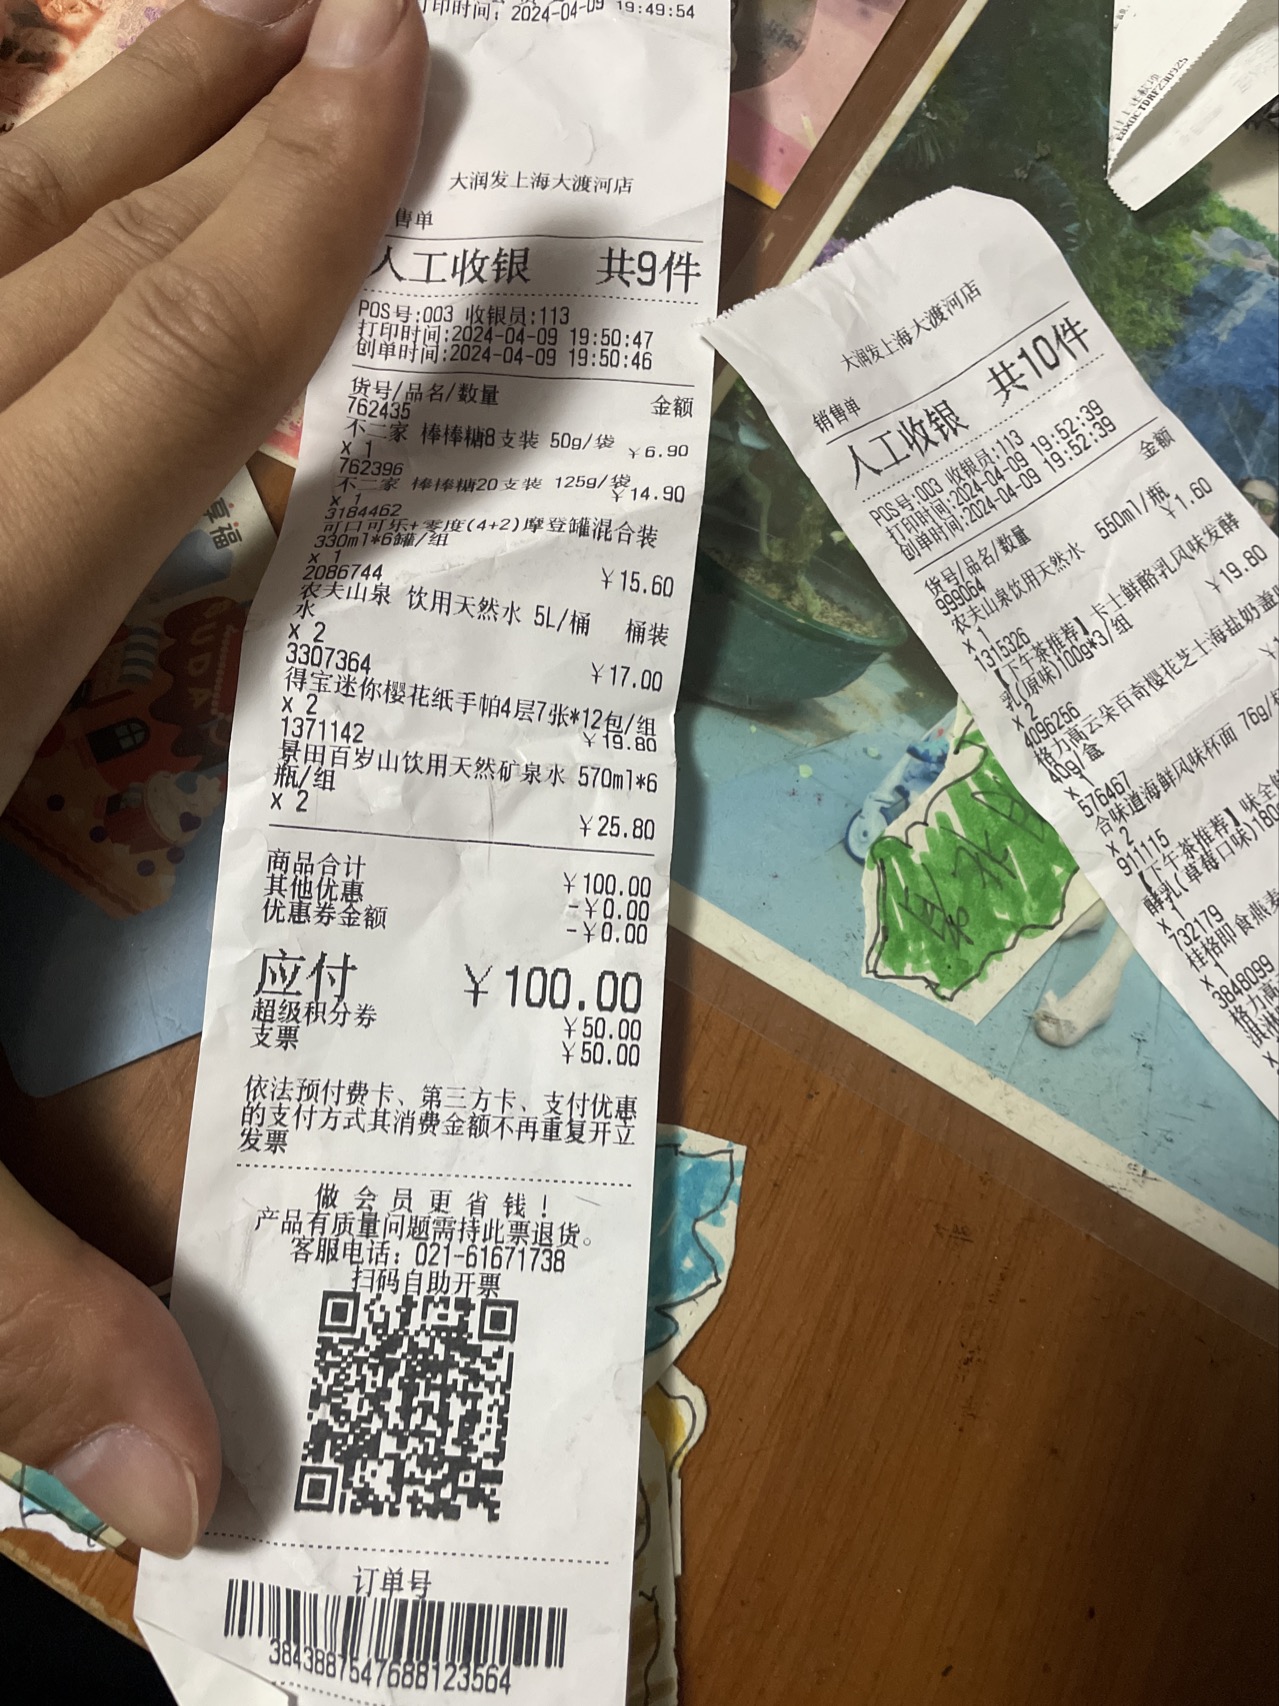 打印时间: 2024-04-09 19:49:54
大润发上海大渡河店
售单
人工收银 共9件
POS号:003 收银员:113
打印时间:2024-04-09 19:50:47
创单时间:2024-04-09 19:50:46
货号/品名/数量 金额
762435
不二家 棒棒糖8支装 50g/袋
x 1 ￥6.90
762396
不二家 棒棒糖20支装 125g/袋
x 1 ￥14.90
3184462
可口可乐+零度(4+2)摩登罐混合装
330ml*6罐/组
x 1 ￥15.60
2086744
农夫山泉 饮用天然水 5L/桶 桶装
水
x 2 ￥17.00
3307364
得宝迷你樱花纸手帕4层7张*12包/组
x 2 ￥19.80
1371142
景田百岁山饮用天然矿泉水 570ml*6
瓶/组
x 2 ￥25.80
商品合计 ￥100.00
其他优惠 -￥0.00
优惠券金额 -￥0.00
应付 ￥100.00
超级积分券 ￥50.00
支票 ￥50.00
依法预付费卡、第三方卡、支付优惠
的支付方式其消费金额不再重复开立
发票
做会员更省钱!
产品有质量问题需持此票退货。
客服电话: 021-61671738
扫码自助开票
订单号
3843887547688123564
大润发上海大渡河店
销售单
人工收银 共10件
POS号:003 收银员:113
打印时间:2024-04-09 19:52:39
创单时间:2024-04-09 19:52:39
货号/品名/数量 金额
999064
农夫山泉饮用天然水 550ml/瓶
x 1 ￥1.60
1315326
【下午茶推荐】卡士鲜酪乳风味发酵
乳(原味)100g*3/组
x 2 ￥19.80
4096256
格力高云朵百奇樱花芝士海盐奶盖
40g/盒
x 1
576467
合味道海鲜风味杯面 76g/
x 2
911115
【下午茶推荐】味全
酵乳(草莓口味)180
x 1
732179
桂格即食燕麦
x 1
3848099
格力高
x
幸福